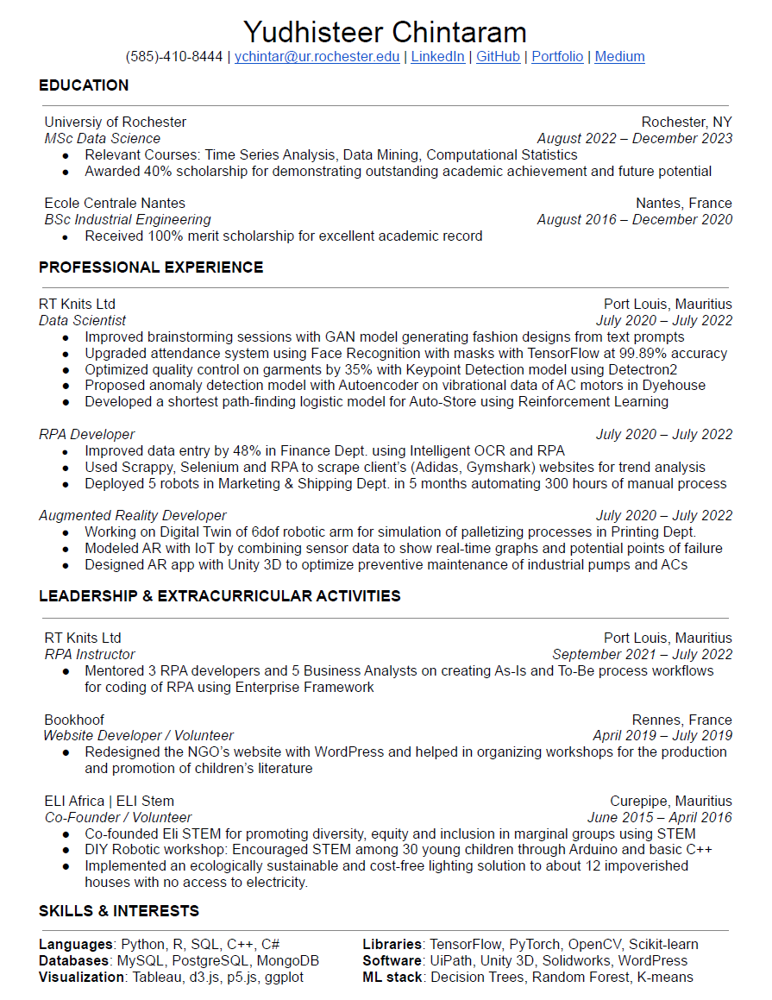 Yudhisteer Chintaram
(585)-410-8444 | ychintar@ur.rochester.edu | LinkedIn | GitHub | Portfolio | Medium
EDUCATION
Universiy of Rochester Rochester, NY
MSc Data Science August 2022 – December 2023
● Relevant Courses: Time Series Analysis, Data Mining, Computational Statistics
● Awarded 40% scholarship for demonstrating outstanding academic achievement and future potential
Ecole Centrale Nantes Nantes, France
BSc Industrial Engineering August 2016 – December 2020
● Received 100% merit scholarship for excellent academic record
PROFESSIONAL EXPERIENCE
RT Knits Ltd Port Louis, Mauritius
Data Scientist July 2020 – July 2022
● Improved brainstorming sessions with GAN model generating fashion designs from text prompts
● Upgraded attendance system using Face Recognition with masks with TensorFlow at 99.89% accuracy
● Optimized quality control on garments by 35% with Keypoint Detection model using Detectron2
● Proposed anomaly detection model with Autoencoder on vibrational data of AC motors in Dyehouse
● Developed a shortest path-finding logistic model for Auto-Store using Reinforcement Learning
RPA Developer July 2020 – July 2022
● Improved data entry by 48% in Finance Dept. using Intelligent OCR and RPA
● Used Scrappy, Selenium and RPA to scrape client’s (Adidas, Gymshark) websites for trend analysis
● Deployed 5 robots in Marketing & Shipping Dept. in 5 months automating 300 hours of manual process
Augmented Reality Developer July 2020 – July 2022
● Working on Digital Twin of 6dof robotic arm for simulation of palletizing processes in Printing Dept.
● Modeled AR with IoT by combining sensor data to show real-time graphs and potential points of failure
● Designed AR app with Unity 3D to optimize preventive maintenance of industrial pumps and ACs
LEADERSHIP & EXTRACURRICULAR ACTIVITIES
RT Knits Ltd Port Louis, Mauritius
RPA Instructor September 2021 – July 2022
● Mentored 3 RPA developers and 5 Business Analysts on creating As-Is and To-Be process workflows
for coding of RPA using Enterprise Framework
Bookhoof Rennes, France
Website Developer / Volunteer April 2019 – July 2019
● Redesigned the NGO’s website with WordPress and helped in organizing workshops for the production
and promotion of children’s literature
ELI Africa | ELI Stem Curepipe, Mauritius
Co-Founder / Volunteer June 2015 – April 2016
● Co-founded Eli STEM for promoting diversity, equity and inclusion in marginal groups using STEM
● DIY Robotic workshop: Encouraged STEM among 30 young children through Arduino and basic C++
● Implemented an ecologically sustainable and cost-free lighting solution to about 12 impoverished
houses with no access to electricity.
SKILLS & INTERESTS
Languages: Python, R, SQL, C++, C# Libraries: TensorFlow, PyTorch, OpenCV, Scikit-learn
Databases: MySQL, PostgreSQL, MongoDB Software: UiPath, Unity 3D, Solidworks, WordPress
Visualization: Tableau, d3.js, p5.js, ggplot ML stack: Decision Trees, Random Forest, K-means